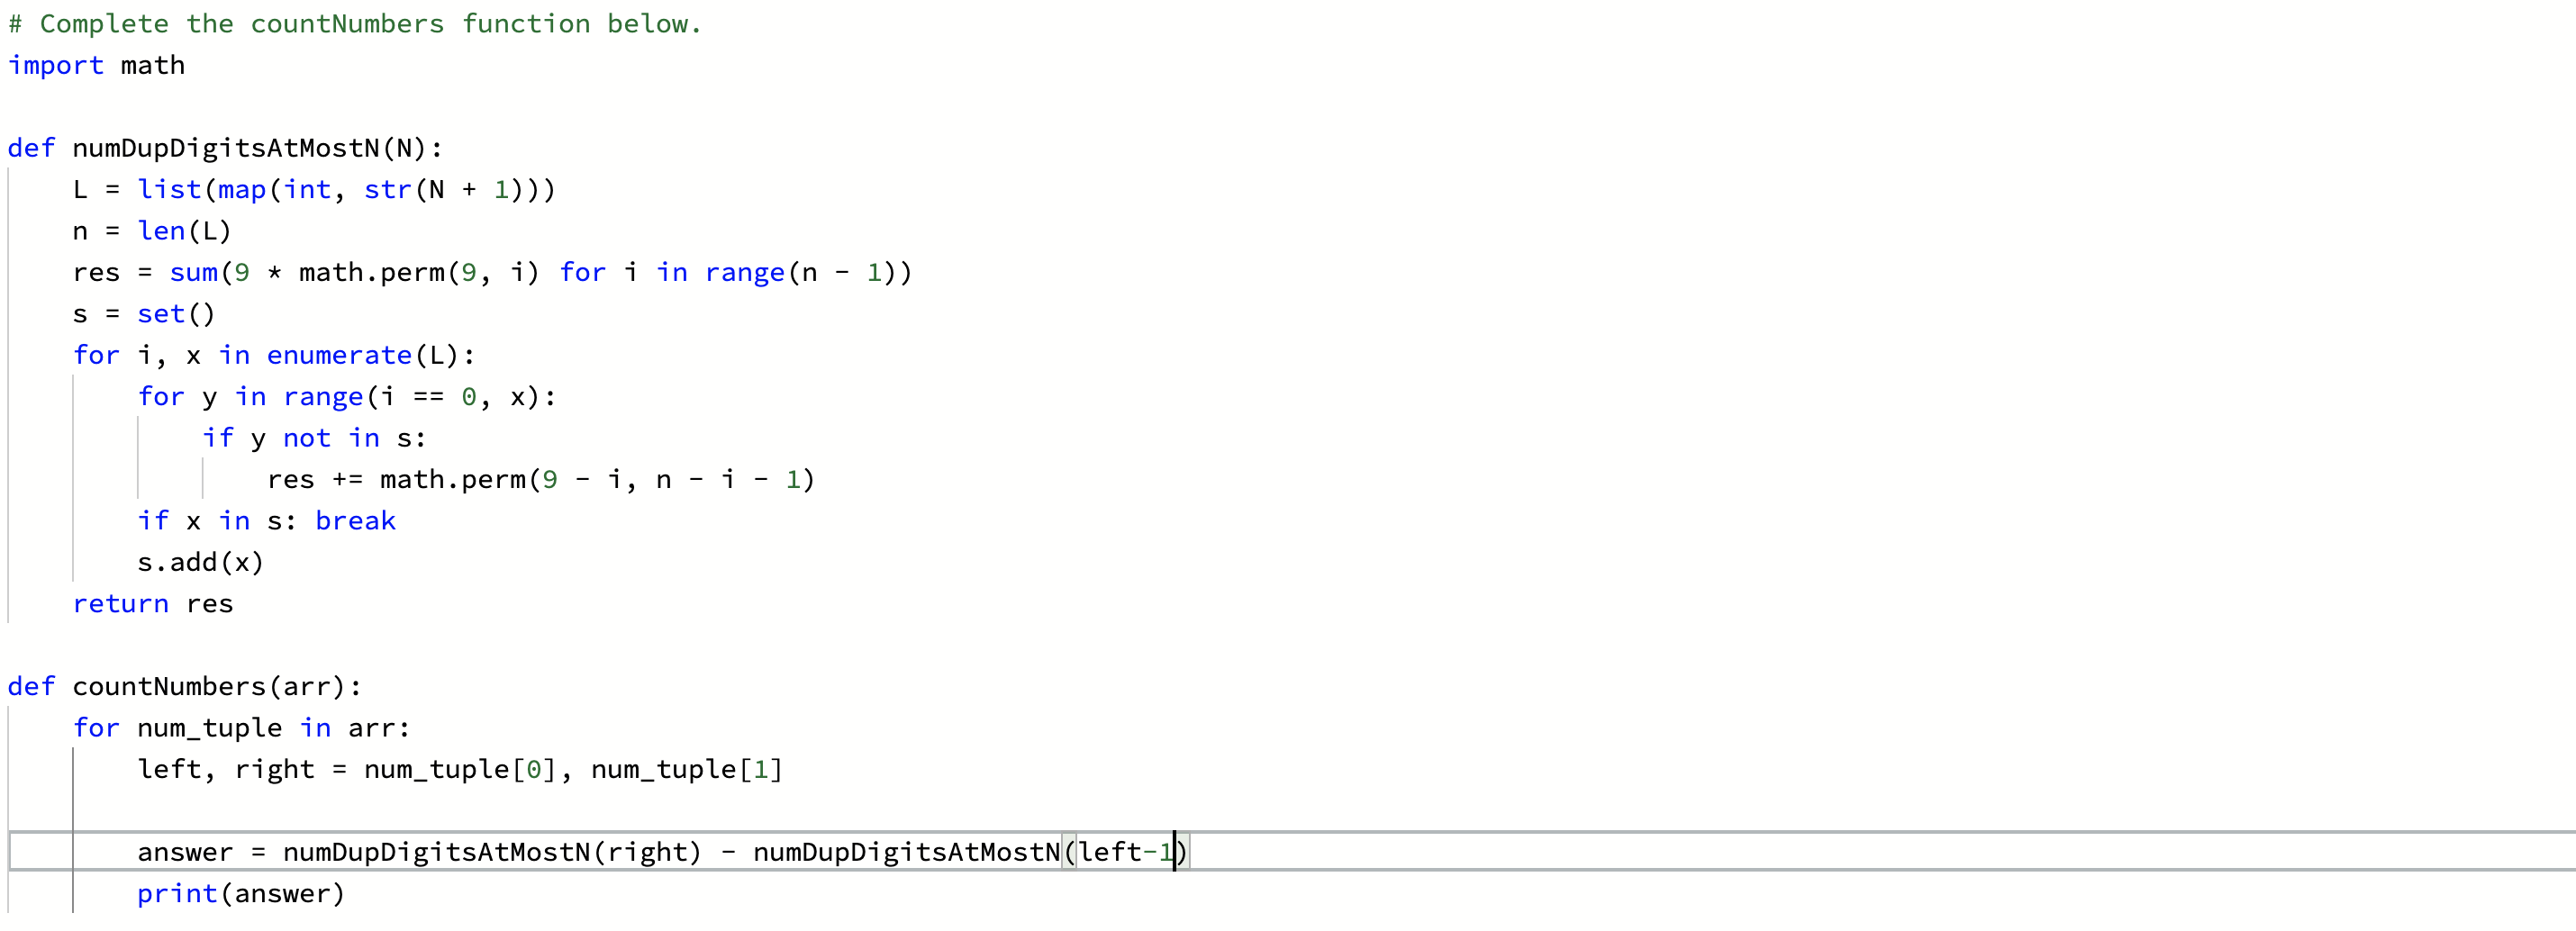 # Complete the countNumbers function below.
import math

def numDupDigitsAtMostN(N):
    L = list(map(int, str(N + 1)))
    n = len(L)
    res = sum(9 * math.perm(9, i) for i in range(n - 1))
    s = set()
    for i, x in enumerate(L):
        for y in range(i == 0, x):
            if y not in s:
                res += math.perm(9 - i, n - i - 1)
        if x in s: break
        s.add(x)
    return res

def countNumbers(arr):
    for num_tuple in arr:
        left, right = num_tuple[0], num_tuple[1]

        answer = numDupDigitsAtMostN(right) - numDupDigitsAtMostN(left-1)
        print(answer)